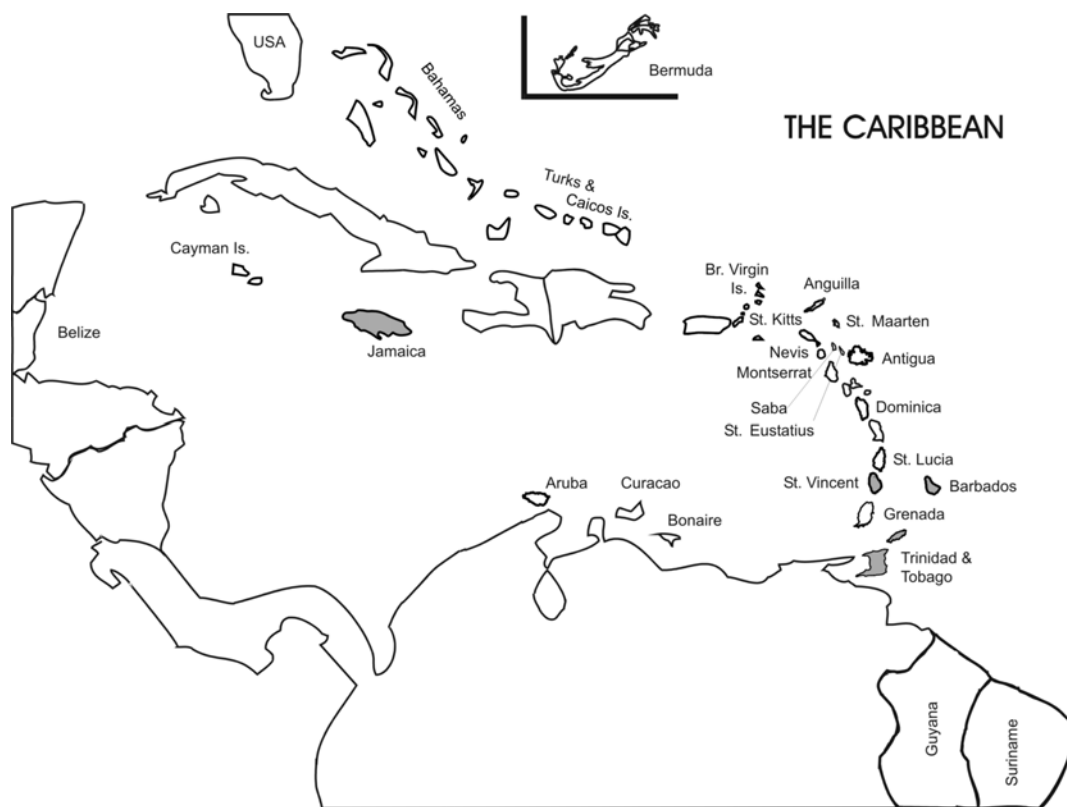 USA
Bahamas
Bermuda
THE CARIBBEAN
Turks &
Caicos Is.
Cayman Is.
Br. Virgin
Is.
Anguilla
St. Kitts
St. Maarten
Belize
Jamaica
Nevis
Antigua
Montserrat
Saba
Dominica
St. Eustatius
St. Lucia
Aruba
Curacao
St. Vincent
Barbados
Bonaire
Grenada
Trinidad &
Tobago
Guyana
Suriname